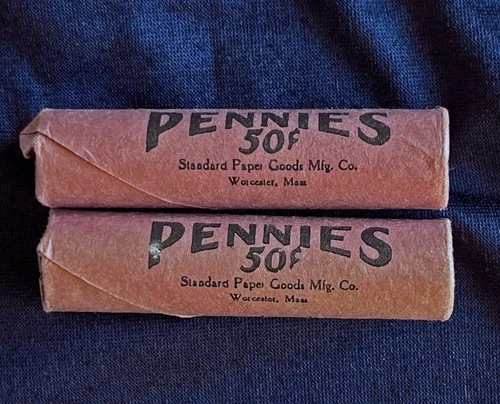 PENNIES
50¢
Standard Paper Goods Mfg. Co.
Worcester, Mass
PENNIES
50¢
Standard Paper Goods Mfg. Co.
Worcester, Mass